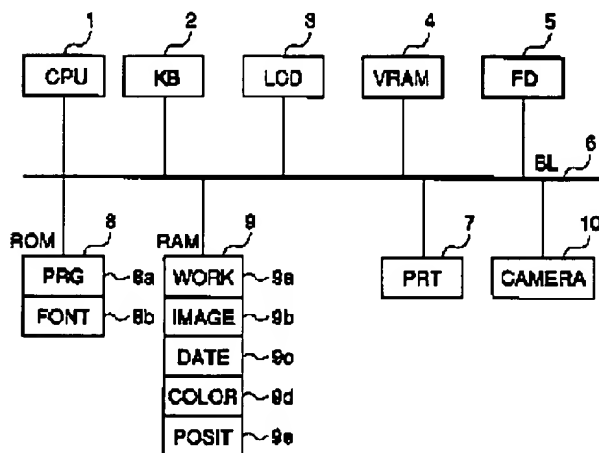 1 2 3 4 5
CPU KB LCD VRAM FD
BL 6
ROM 8 RAM 9 7 10
PRG 8a WORK 9a PRT CAMERA
FONT 8b IMAGE 9b
DATE 9c
COLOR 9d
POSIT 9e